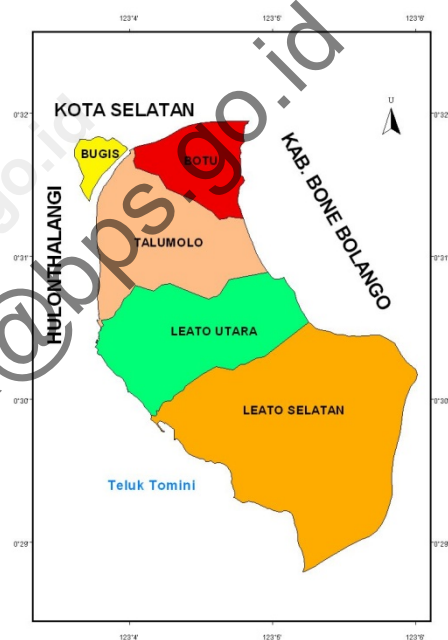 123°4' 123°5' 123°6'
U
KOTA SELATAN
0°32' 0°32'
BUGIS
BOTU
KAB. BONE BOLANGO
HULONTHALANGI
TALUMOLO
0°31' 0°31'
LEATO UTARA
0°30' 0°30'
LEATO SELATAN
Teluk Tomini
0°29' 0°29'
123°4' 123°5' 123°6'
@bps.go.id
go.id